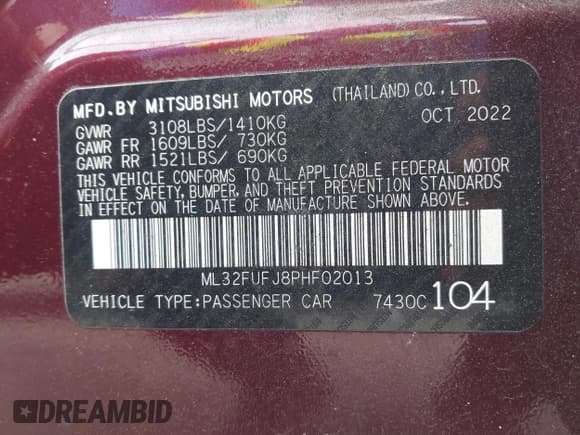 MFD.BY MITSUBISHI MOTORS (THAILAND) CO.,LTD.
GVWR 3108LBS/1410KG OCT 2022
GAWR FR 1609LBS/ 730KG
GAWR RR 1521LBS/ 690KG
THIS VEHICLE CONFORMS TO ALL APPLICABLE FEDERAL MOTOR
VEHICLE SAFETY, BUMPER, AND THEFT PREVENTION STANDARDS
IN EFFECT ON THE DATE OF MANUFACTURE SHOWN ABOVE.
ML32FUFJ8PHF02013
VEHICLE TYPE:PASSENGER CAR 7430C 104
DREAMBID